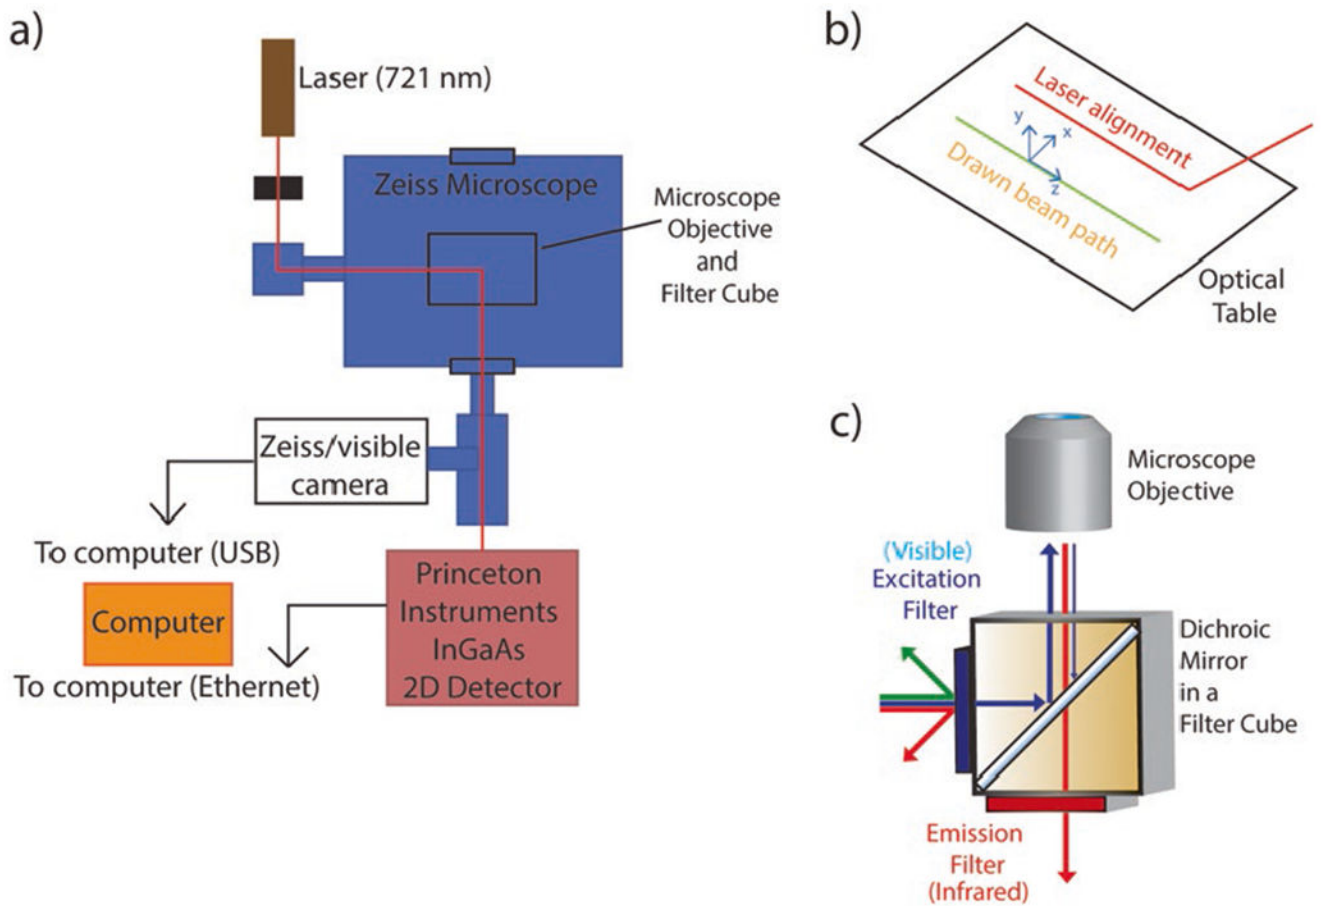 a)
Laser (721 nm)
Zeiss Microscope
Microscope
Objective
and
Filter Cube
Zeiss/visible
camera
To computer (USB)
Computer
To computer (Ethernet)
Princeton
Instruments
InGaAs
2D Detector
b)
Laser alignment
y
x
z
Drawn beam path
Optical
Table
c)
Microscope
Objective
(Visible)
Excitation
Filter
Dichroic
Mirror
in a
Filter Cube
Emission
Filter
(Infrared)